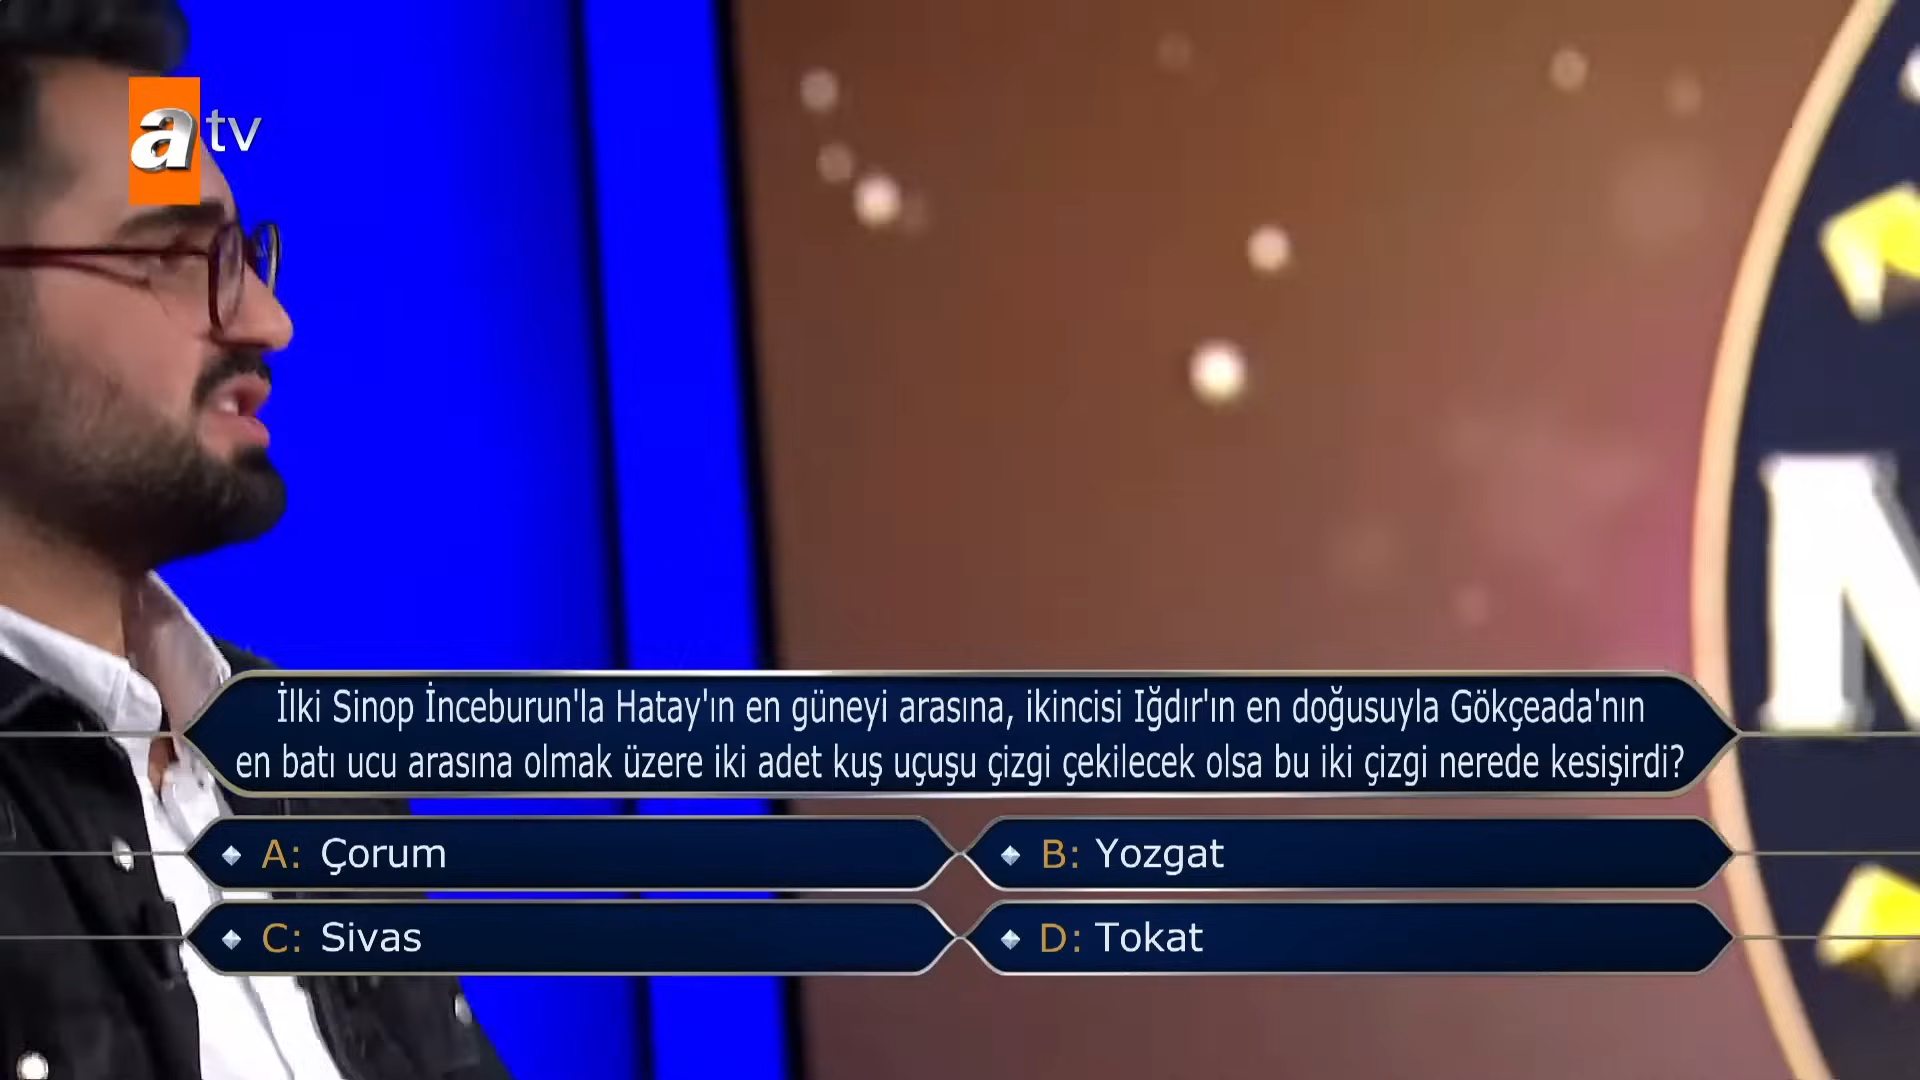 atv
N
İlki Sinop İnceburun'la Hatay'ın en güneyi arasına, ikincisi Iğdır'ın en doğusuyla Gökçeada'nın
en batı ucu arasına olmak üzere iki adet kuş uçuşu çizgi çekilecek olsa bu iki çizgi nerede kesişirdi?
A: Çorum
B: Yozgat
C: Sivas
D: Tokat